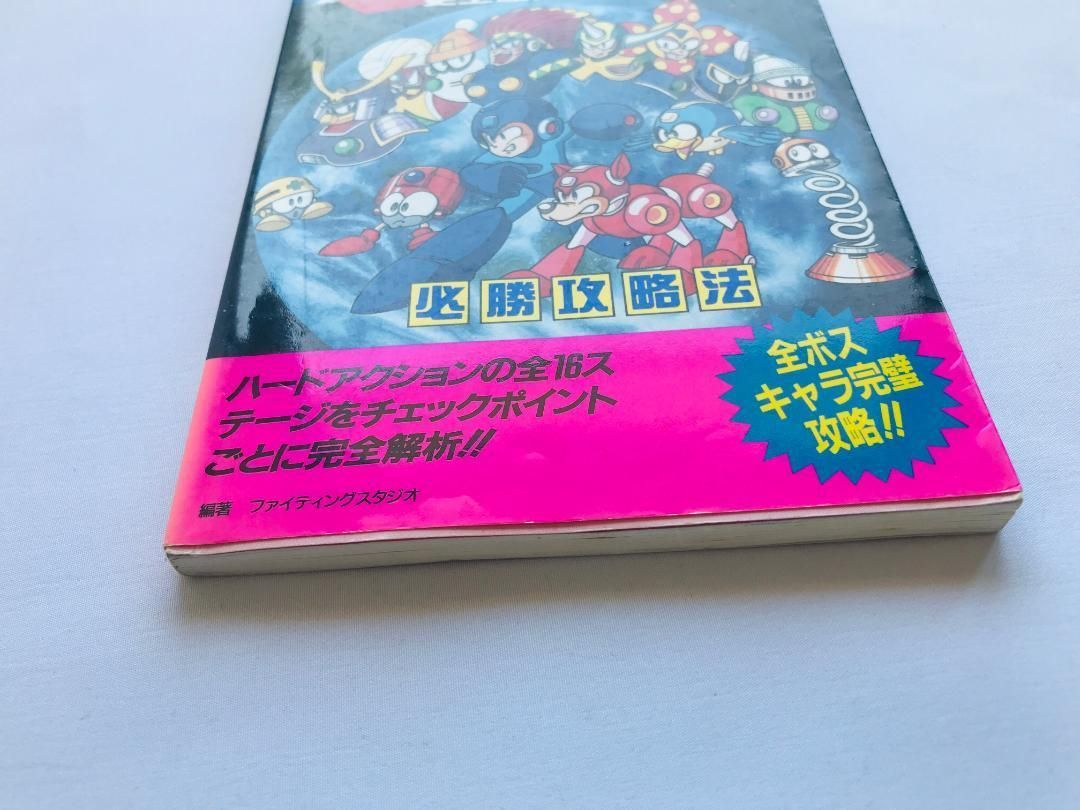 必勝攻略法
全ボス
キャラ完璧
攻略!!
ハードアクションの全16ス
テージをチェックポイント
ごとに完全解析!!
編著 ファイティングスタジオ